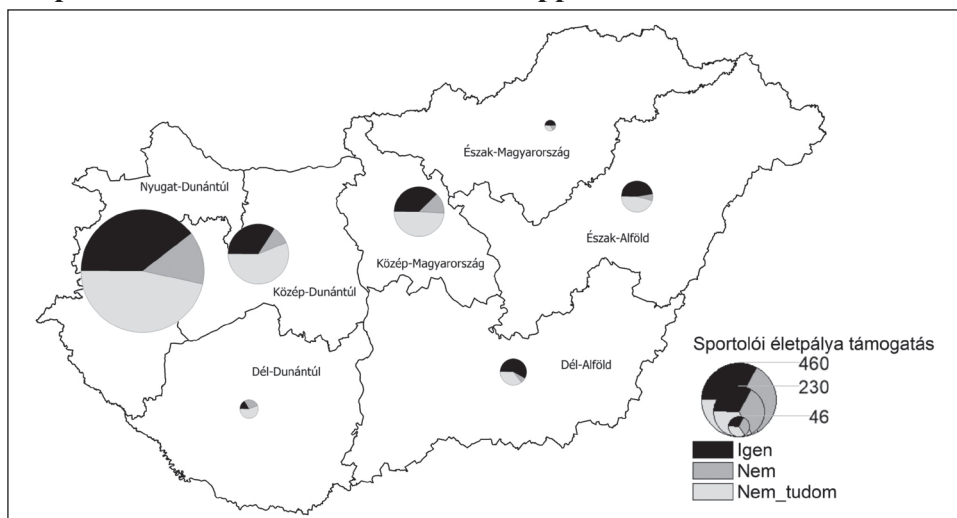 Észak-Magyarország
Nyugat-Dunántúl
Észak-Alföld
Közép-Magyarország
Közép-Dunántúl
Dél-Dunántúl
Dél-Alföld
Sportolói életpálya támogatás
460
230
46
Igen
Nem
Nem_tudom